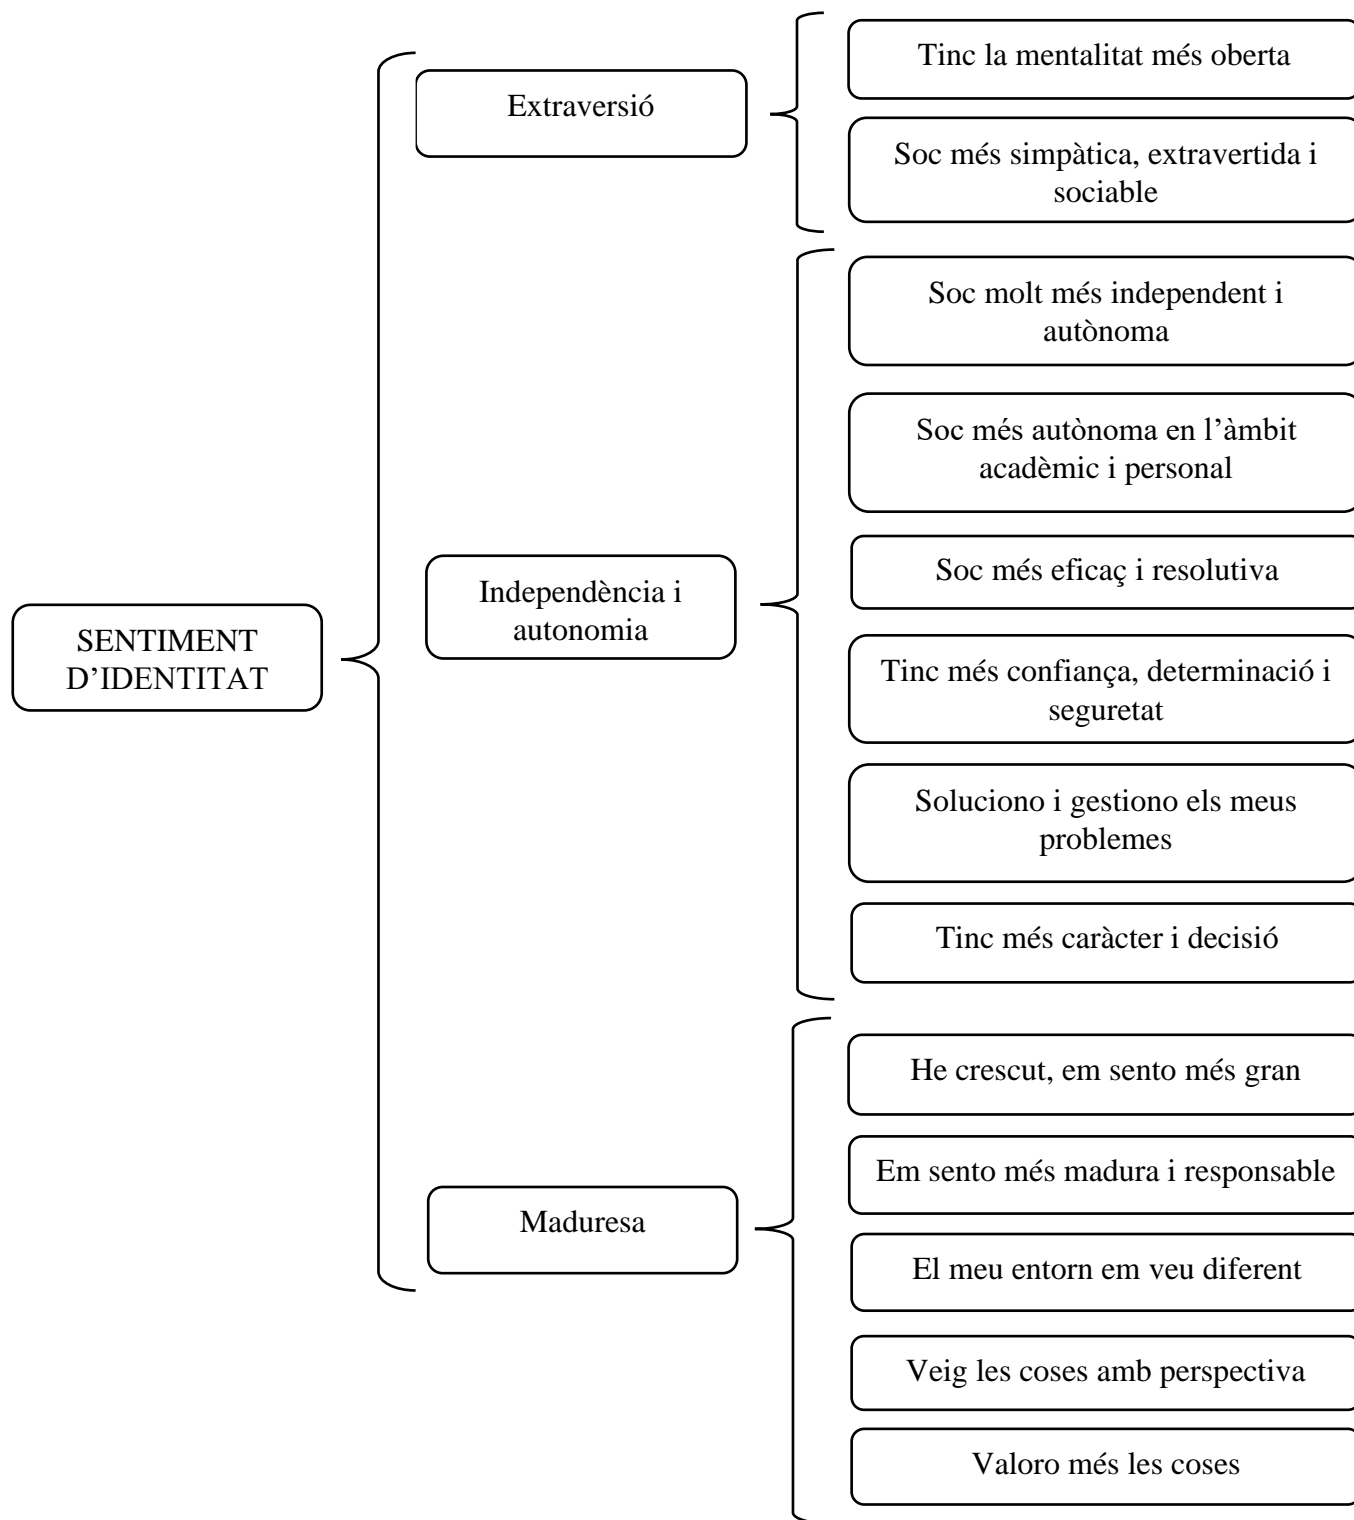 SENTIMENT
D’IDENTITAT
Extraversió
Tinc la mentalitat més oberta
Soc més simpàtica, extravertida i
sociable
Independència i
autonomia
Soc molt més independent i
autònoma
Soc més autònoma en l’àmbit
acadèmic i personal
Soc més eficaç i resolutiva
Tinc més confiança, determinació i
seguretat
Soluciono i gestiono els meus
problemes
Tinc més caràcter i decisió
Maduresa
He crescut, em sento més gran
Em sento més madura i responsable
El meu entorn em veu diferent
Veig les coses amb perspectiva
Valoro més les coses